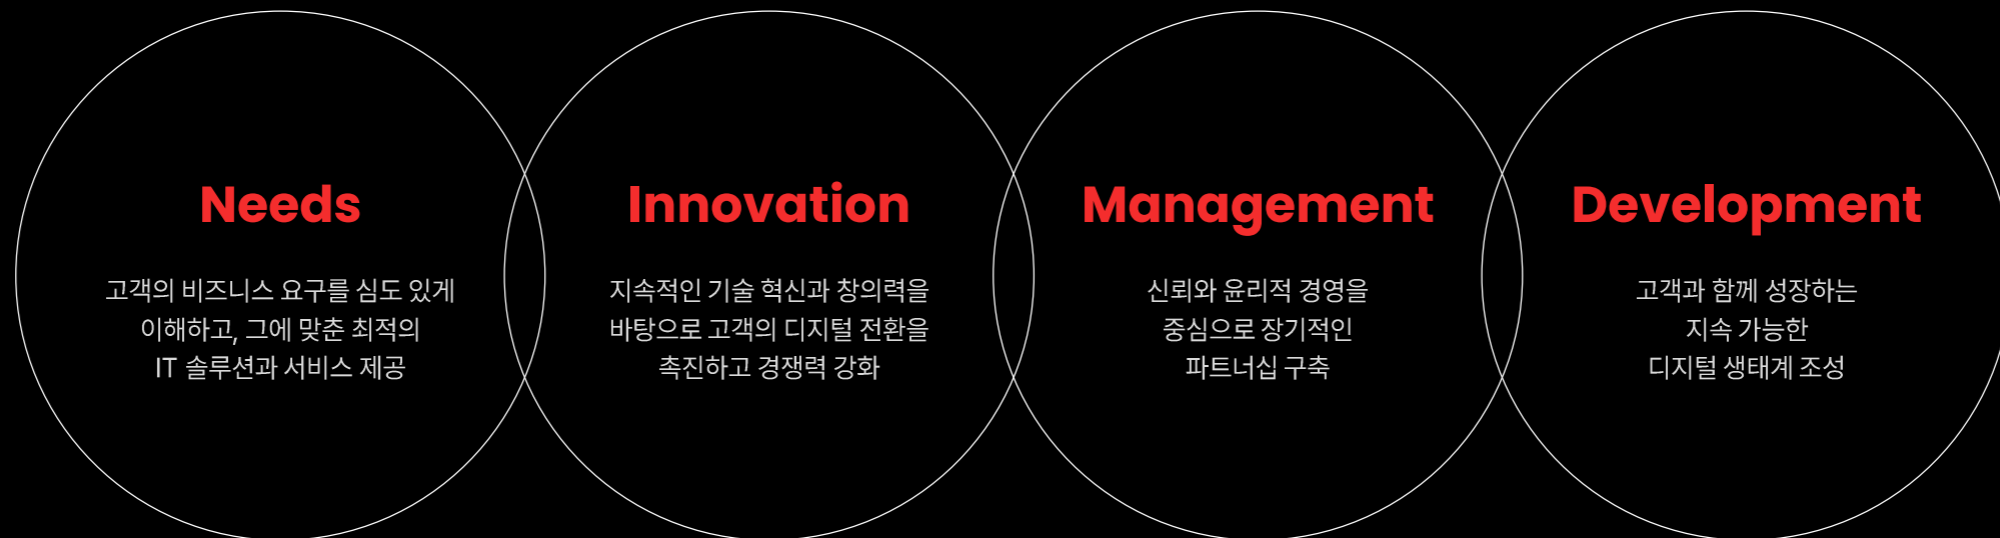 Needs
고객의 비즈니스 요구를 심도 있게
이해하고, 그에 맞춘 최적의
IT 솔루션과 서비스 제공
Innovation
지속적인 기술 혁신과 창의력을
바탕으로 고객의 디지털 전환을
촉진하고 경쟁력 강화
Management
신뢰와 윤리적 경영을
중심으로 장기적인
파트너십 구축
Development
고객과 함께 성장하는
지속 가능한
디지털 생태계 조성